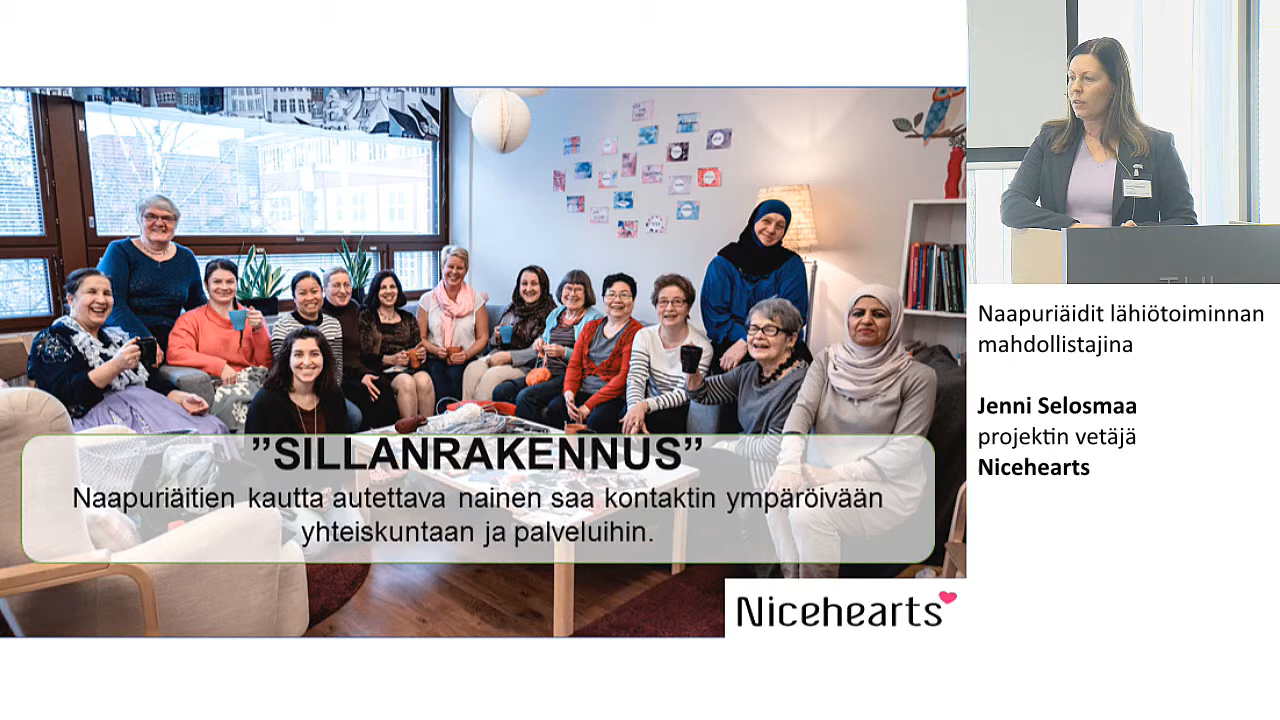 ”SILLANRAKENNUS”
Naapuriäitien kautta autettava nainen saa kontaktin ympäröivään
yhteiskuntaan ja palveluihin.
Nicehearts
Naapuriäidit lähiötoiminnan
mahdollistajina
Jenni Selosmaa
projektin vetäjä
Nicehearts